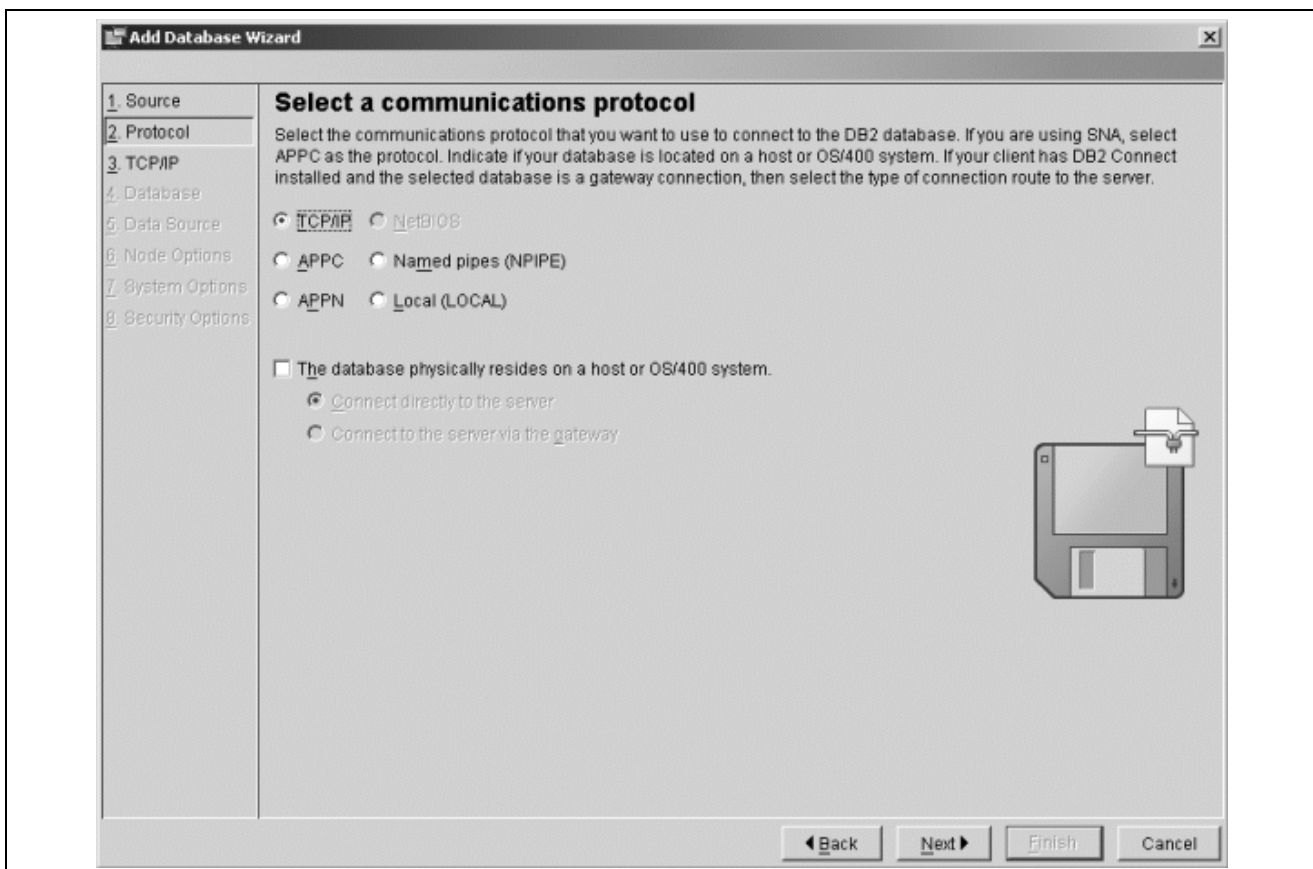 Add Database Wizard
1. Source
2. Protocol
3. TCP/IP
4. Database
5. Data Source
6. Node Options
7. System Options
8. Security Options
Select a communications protocol
Select the communications protocol that you want to use to connect to the DB2 database. If you are using SNA, select
APPC as the protocol. Indicate if your database is located on a host or OS/400 system. If your client has DB2 Connect
installed and the selected database is a gateway connection, then select the type of connection route to the server.
TCP/IP NetBIOS
APPC Named pipes (NPIPE)
APPN Local (LOCAL)
The database physically resides on a host or OS/400 system.
Connect directly to the server
Connect to the server via the gateway
Back Next Finish Cancel